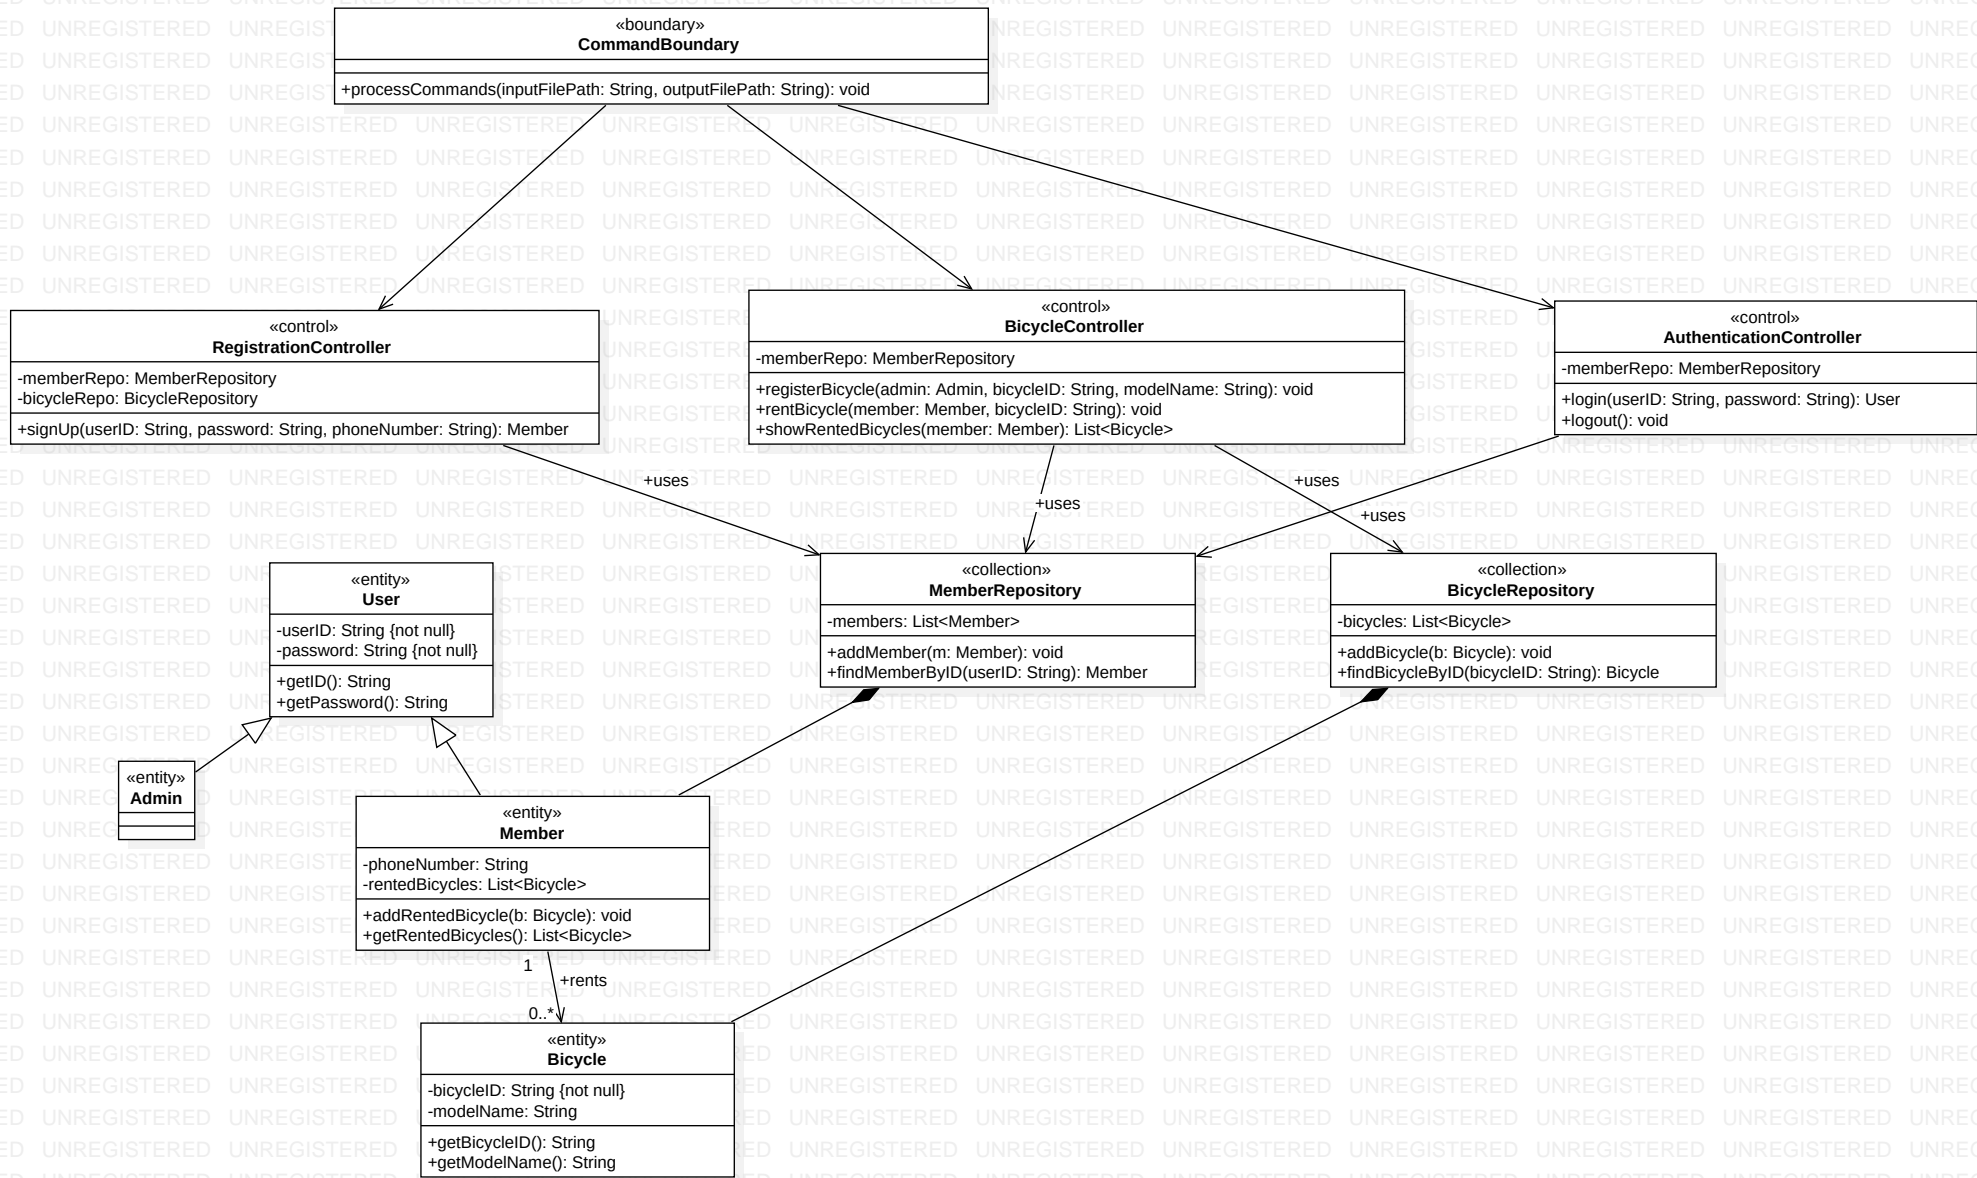 «boundary»
CommandBoundary
+processCommands(inputFilePath: String, outputFilePath: String): void
«control»
RegistrationController
-memberRepo: MemberRepository
-bicycleRepo: BicycleRepository
+signUp(userID: String, password: String, phoneNumber: String): Member
«control»
BicycleController
-memberRepo: MemberRepository
+registerBicycle(admin: Admin, bicycleID: String, modelName: String): void
+rentBicycle(member: Member, bicycleID: String): void
+showRentedBicycles(member: Member): List<Bicycle>
«control»
AuthenticationController
-memberRepo: MemberRepository
+login(userID: String, password: String): User
+logout(): void
+uses
+uses
+uses
+uses
«entity»
User
-userID: String {not null}
-password: String {not null}
+getID(): String
+getPassword(): String
«collection»
MemberRepository
-members: List<Member>
+addMember(m: Member): void
+findMemberByID(userID: String): Member
«collection»
BicycleRepository
-bicycles: List<Bicycle>
+addBicycle(b: Bicycle): void
+findBicycleByID(bicycleID: String): Bicycle
«entity»
Admin
«entity»
Member
-phoneNumber: String
-rentedBicycles: List<Bicycle>
+addRentedBicycle(b: Bicycle): void
+getRentedBicycles(): List<Bicycle>
1
+rents
0..*
«entity»
Bicycle
-bicycleID: String {not null}
-modelName: String
+getBicycleID(): String
+getModelName(): String
UNREGISTERED